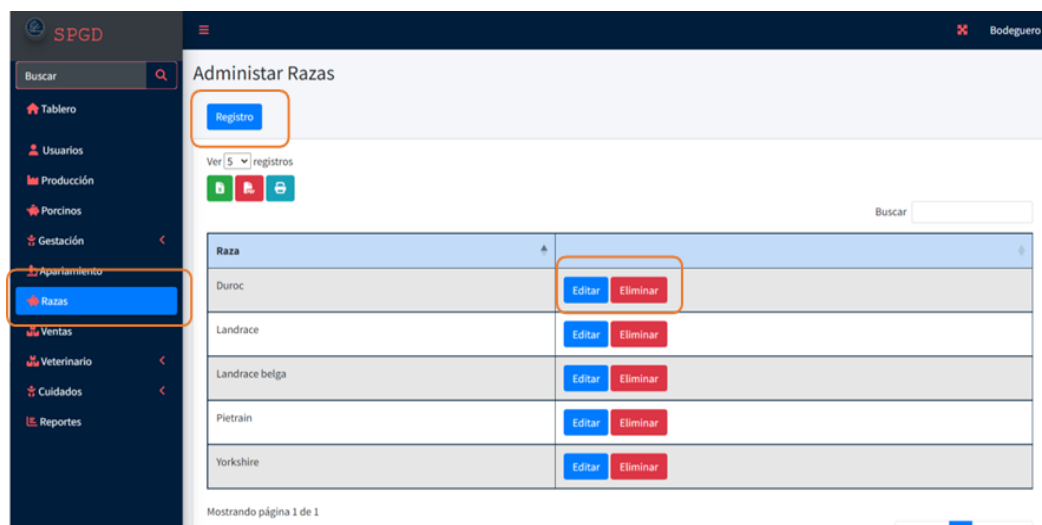 SPGD
Bodeguero
Buscar
Tablero
Usuarios
Producción
Porcinos
Gestación
Apariamiento
Razas
Ventas
Veterinario
Cuidados
Reportes
Administar Razas
Registro
Ver 5 registros
Buscar
Raza
Duroc Editar Eliminar
Landrace Editar Eliminar
Landrace belga Editar Eliminar
Pietrain Editar Eliminar
Yorkshire Editar Eliminar
Mostrando página 1 de 1